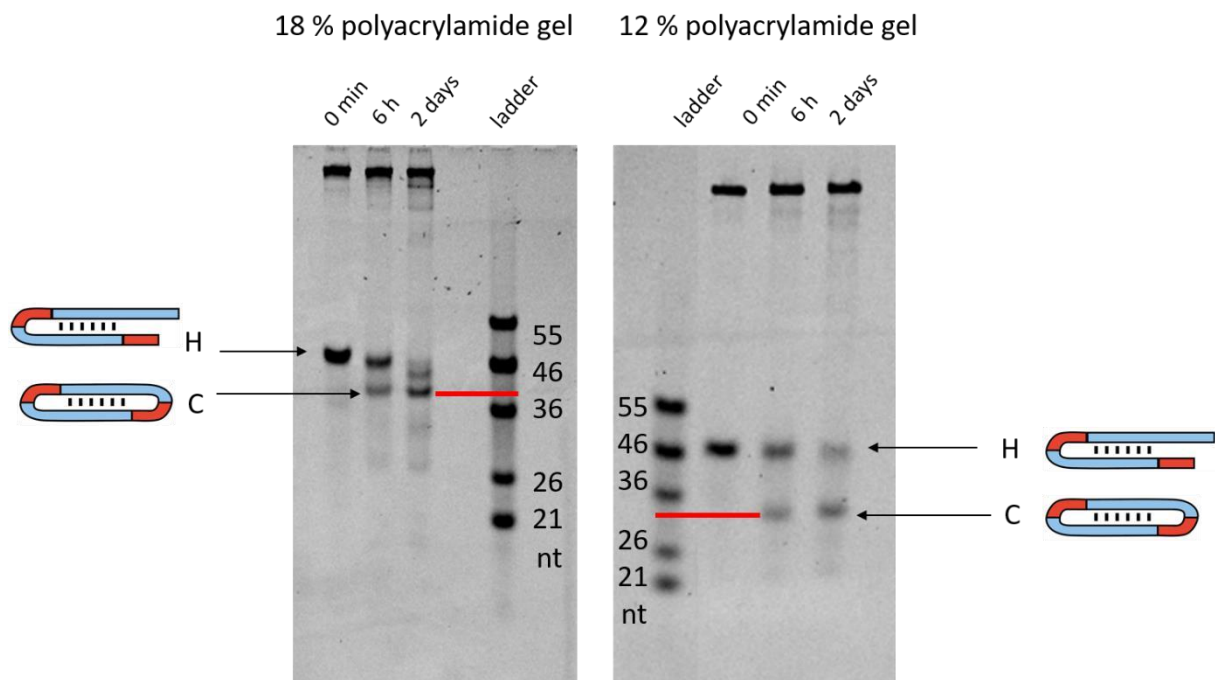 18 % polyacrylamide gel
12 % polyacrylamide gel
0 min
6 h
2 days
ladder
ladder
0 min
6 h
2 days
H
C
55
46
36
26
21
nt
55
46
36
26
21
nt
H
C